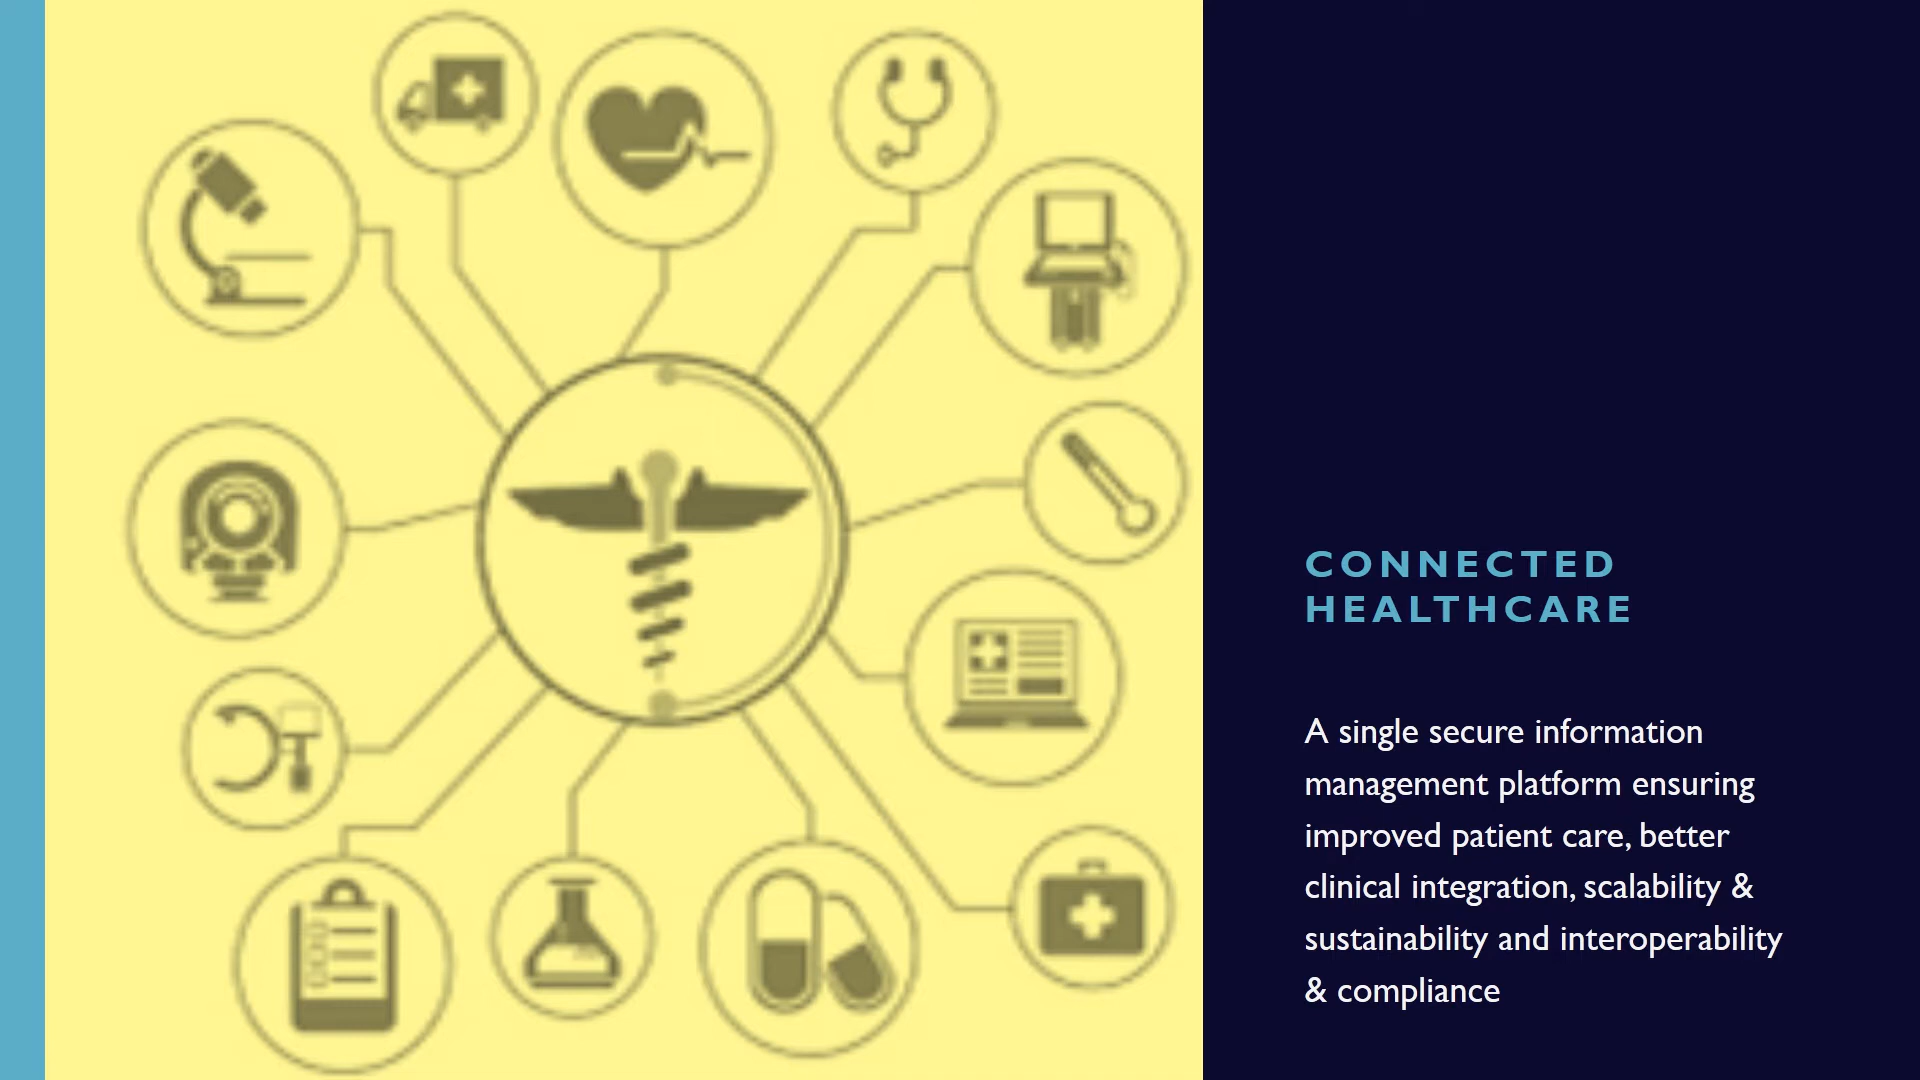 CONNECTED
HEALTHCARE
A single secure information
management platform ensuring
improved patient care, better
clinical integration, scalability &
sustainability and interoperability
& compliance